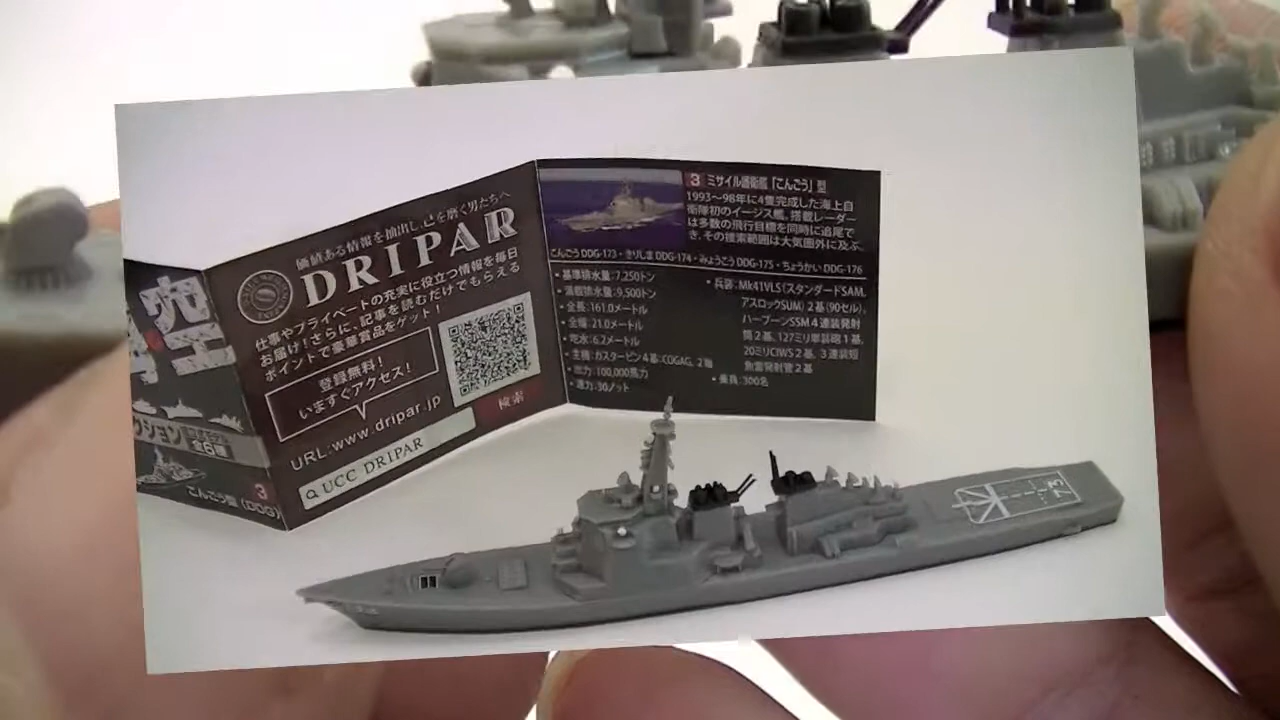 空
クション
全6種
3
こんごう型 (DDG)
価値ある情報を抽出し、己を磨く男たちへ
DRIPAR
仕事やプライベートの充実に役立つ情報を毎日
お届け!さらに、記事を読むだけでもらえる
ポイントで豪華賞品をゲット!
登録無料!
いますぐアクセス!
URL:www.dripar.jp
UCC DRIPAR
検索
3 ミサイル護衛艦「こんごう」型
1993〜98年に4隻完成した海上自
衛隊初のイージス艦。搭載レーダー
は多数の飛行目標を同時に追尾で
き、その捜索範囲は大気圏外に及ぶ。
こんごう DDG-173・きりしま DDG-174・みょうこう DDG-175・ちょうかい DDG-176
・基準排水量:7,250トン
・満載排水量:9,500トン
・全長:161.0メートル
・全幅:21.0メートル
・吃水:6.2メートル
・主機:ガスタービン4基:COGAG, 2軸
・出力:100,000馬力
・速力:30ノット
・兵装:Mk41VLS(スタンダードSAM,
アスロックSUM)2基(90セル),
ハープーンSSM4連装発射
筒2基, 127ミリ単装砲1基,
20ミリCIWS2基, 3連装短
魚雷発射管2基
・乗員:300名
73